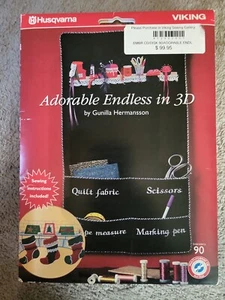 Husqvarna
VIKING
$ 99.95
Adorable Endless in 3D
by Gunilla Hermansson
Sewing
instructions
included!
Quilt fabric
Scissors
pe measure
Marking pen
90